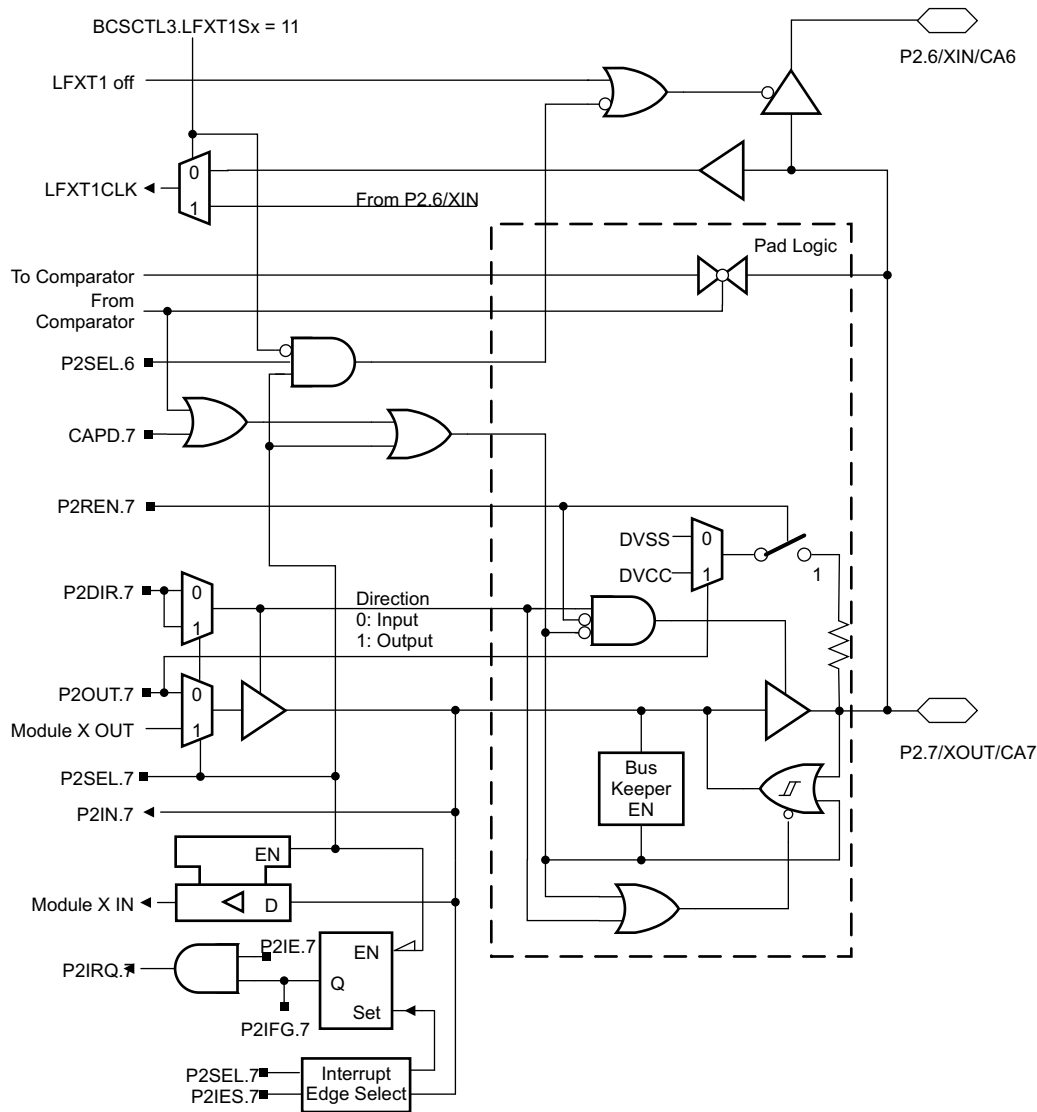 BCSCTL3.LFXT1Sx = 11
P2.6/XIN/CA6
LFXT1 off
0
LFXT1CLK
1
From P2.6/XIN
Pad Logic
To Comparator
From
Comparator
P2SEL.6
CAPD.7
P2REN.7
DVSS
0
DVCC
1
1
P2DIR.7
0
1
Direction
0: Input
1: Output
P2OUT.7
0
Module X OUT
1
P2.7/XOUT/CA7
P2SEL.7
Bus
Keeper
EN
P2IN.7
EN
Module X IN
D
P2IE.7
EN
P2IRQ.7
Q
Set
P2IFG.7
P2SEL.7
P2IES.7
Interrupt
Edge Select